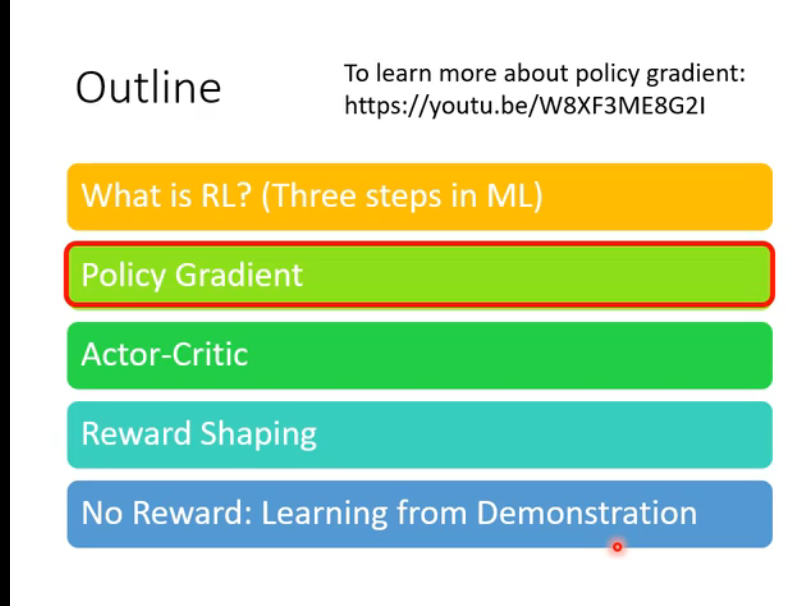 Outline
To learn more about policy gradient:
https://youtu.be/W8XF3ME8G2I
What is RL? (Three steps in ML)
Policy Gradient
Actor-Critic
Reward Shaping
No Reward: Learning from Demonstration